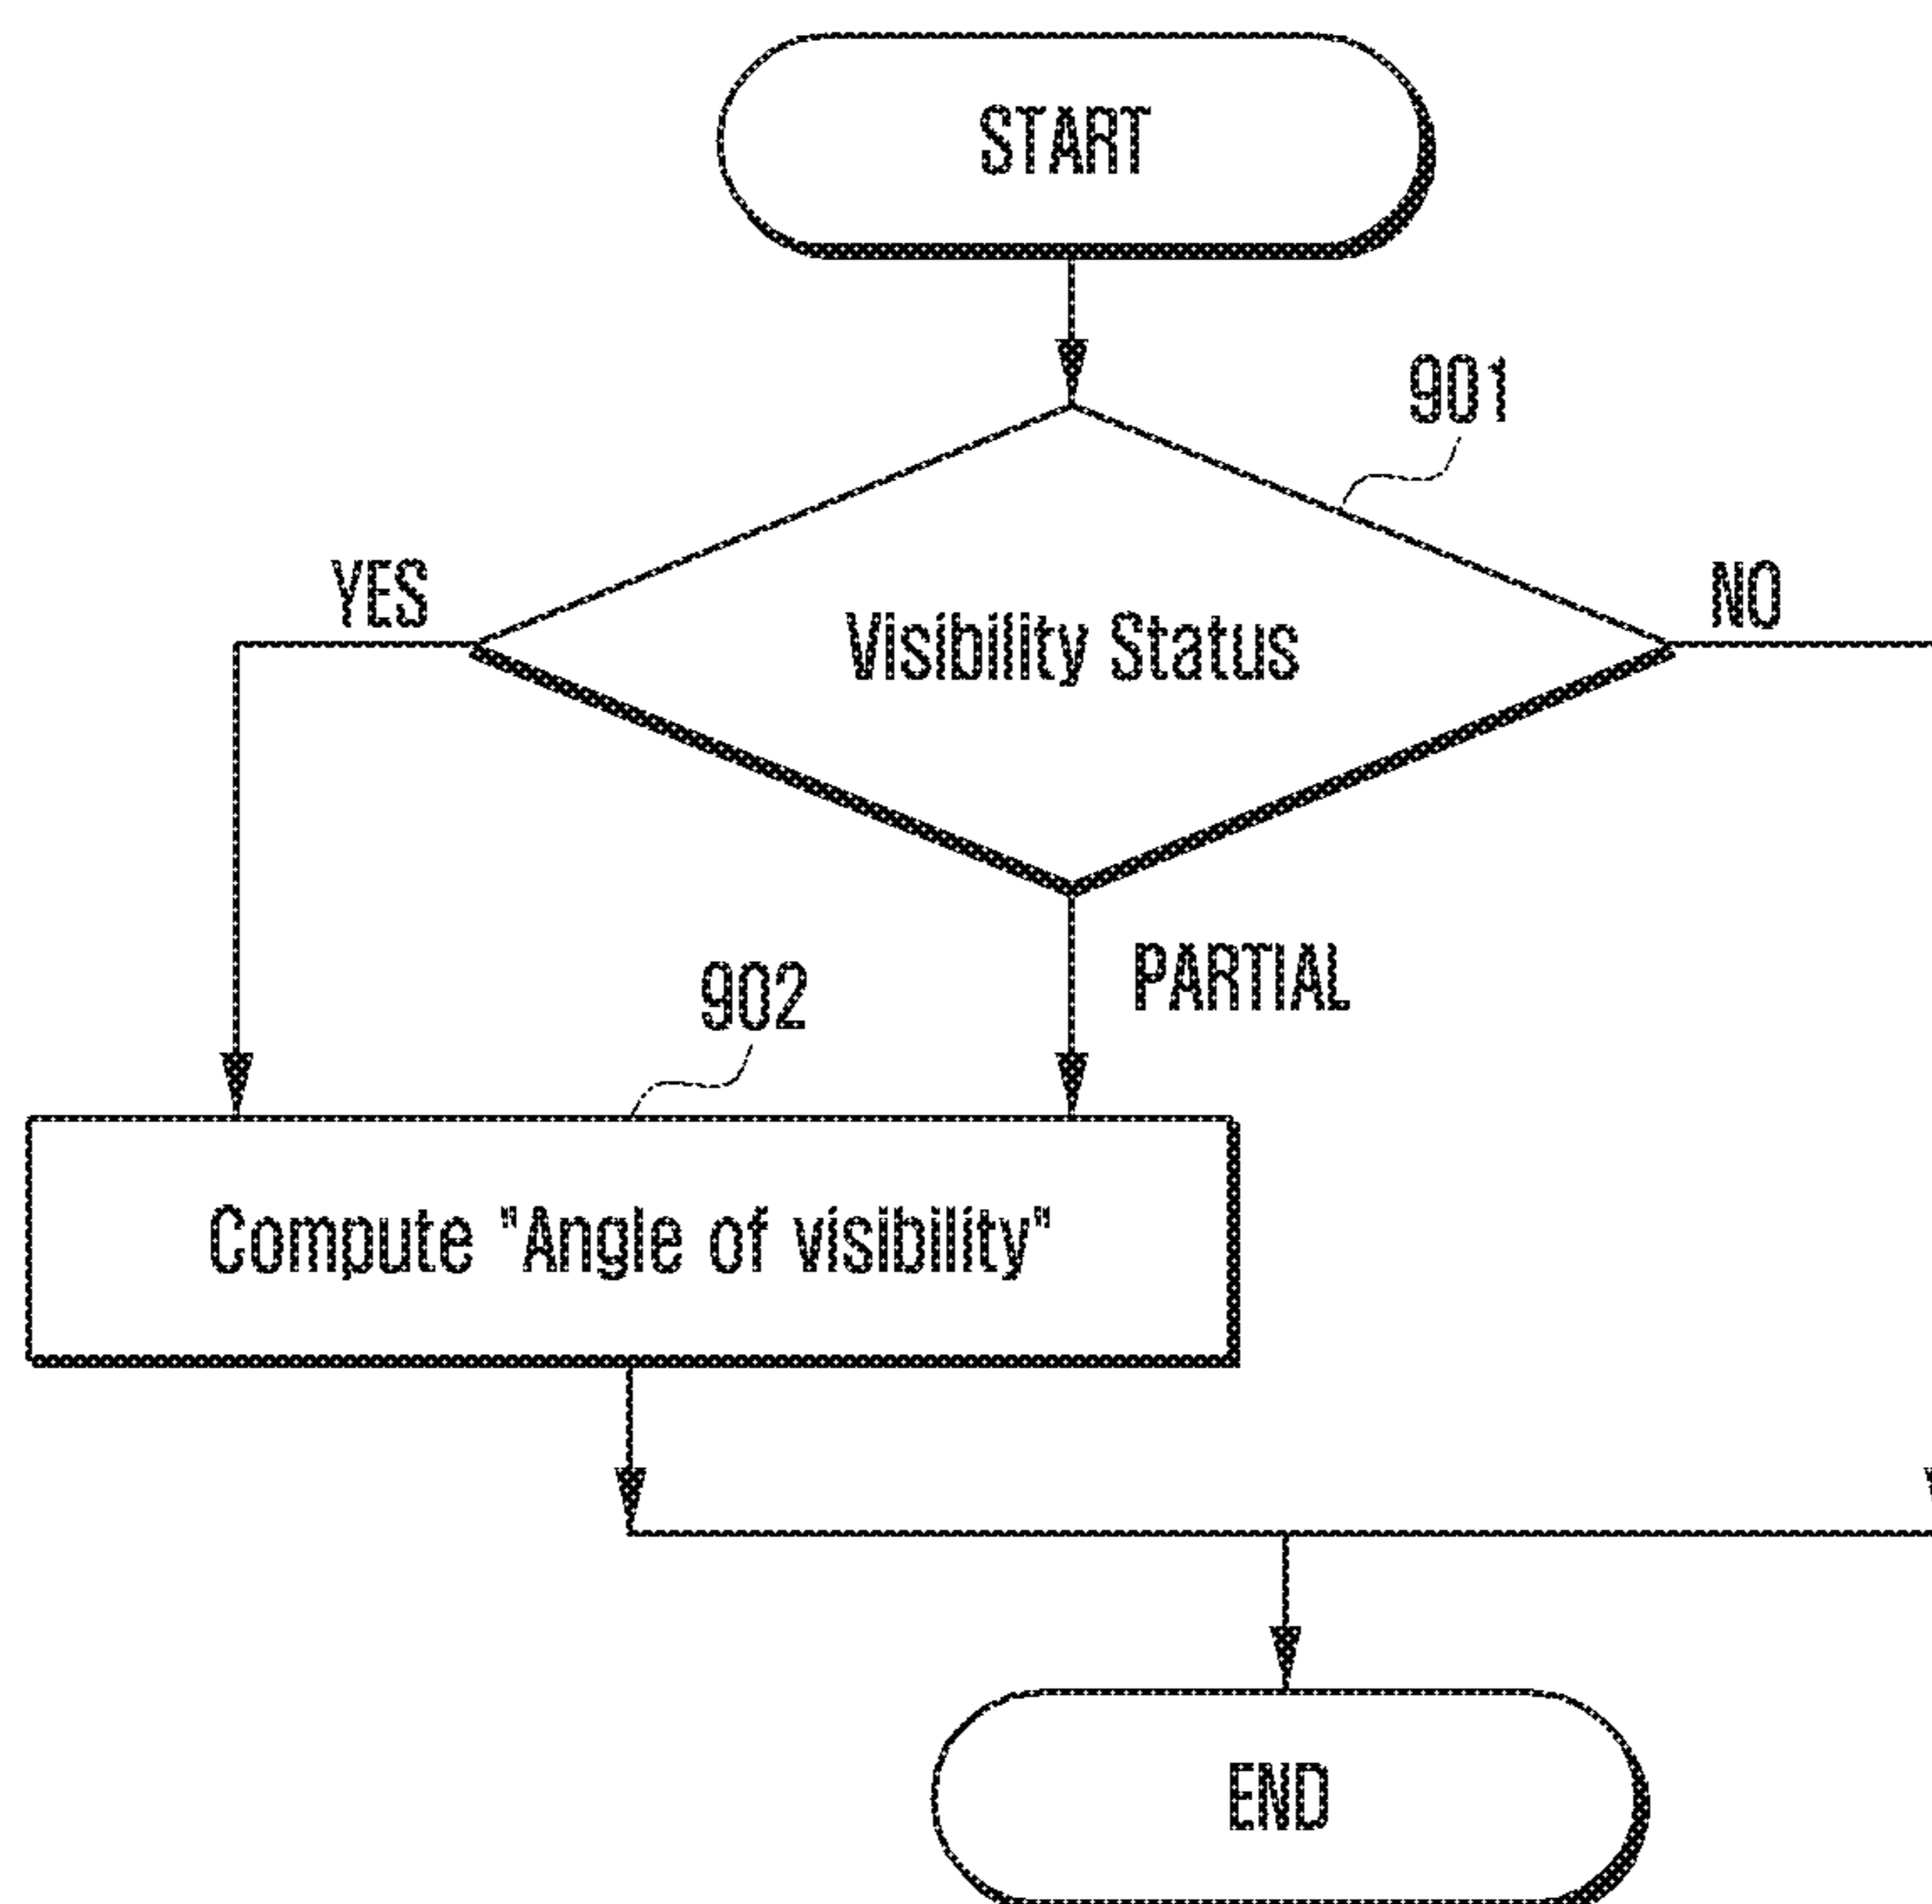 START
901
YES
NO
Visibility Status
PARTIAL
902
Compute "Angle of visibility"
END